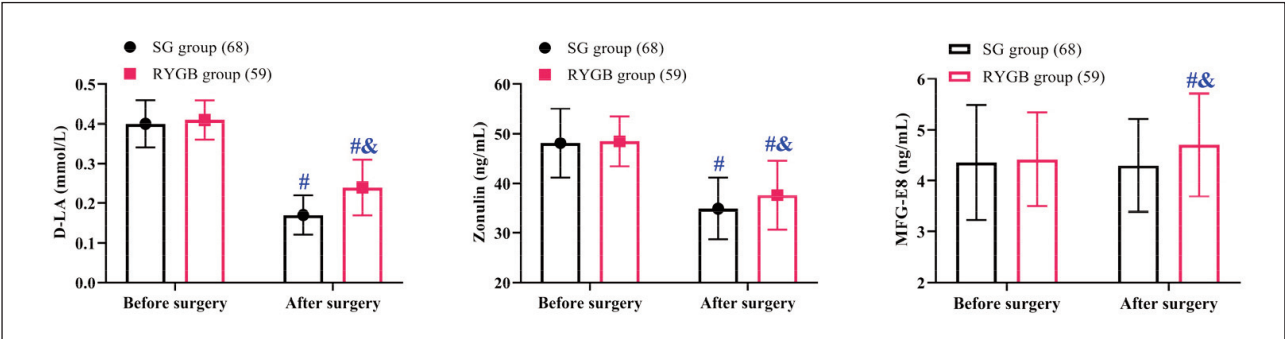 SG group (68)
RYGB group (59)
D-LA (mmol/L)
0.5
0.4
0.3
0.2
0.1
0.0
#
#&
Before surgery
After surgery
SG group (68)
RYGB group (59)
Zonulin (ng/mL)
60
50
40
30
20
#
#&
Before surgery
After surgery
SG group (68)
RYGB group (59)
MFG-E8 (ng/mL)
6
5
4
3
2
#&
Before surgery
After surgery